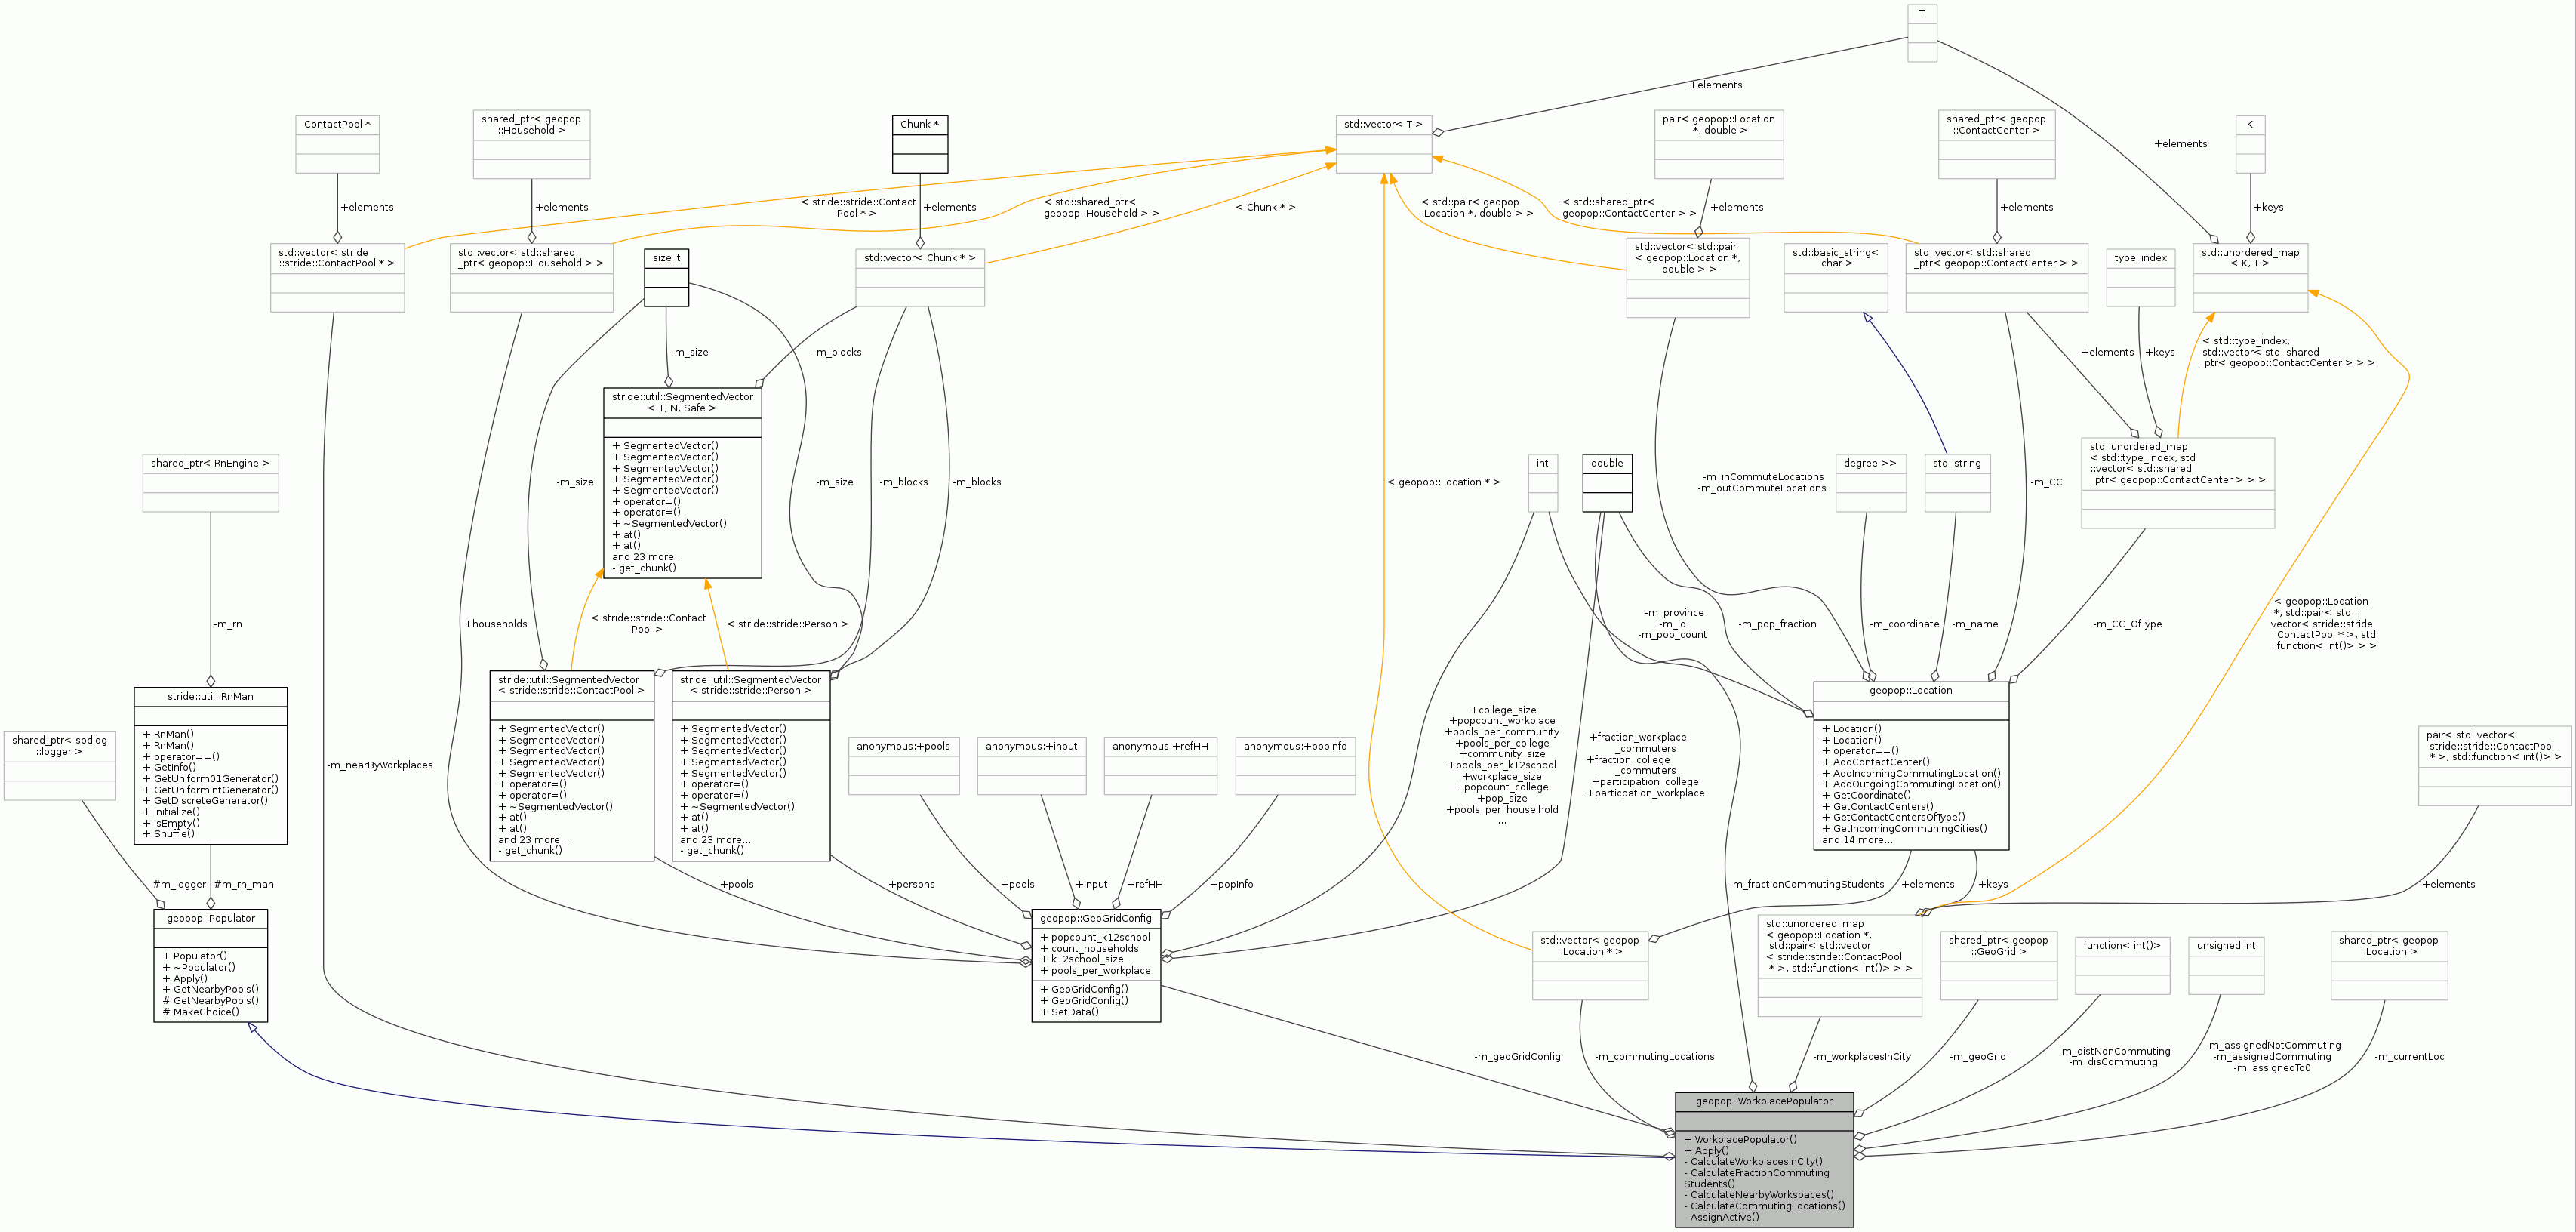 T
+elements
+elements
ContactPool *
shared_ptr< geopop
::Household >
Chunk *
std::vector< T >
pair< geopop::Location
*, double >
shared_ptr< geopop
::ContactCenter >
K
+elements
+elements
< stride::stride::Contact
Pool * >
+elements
< std::shared_ptr<
geopop::Household > >
< Chunk * >
< std::pair< geopop
::Location *, double > >
+elements
< std::shared_ptr<
geopop::ContactCenter > >
+elements
+keys
std::vector< stride
::stride::ContactPool * >
std::vector< std::shared
_ptr< geopop::Household > >
size_t
std::vector< Chunk * >
std::vector< std::pair
< geopop::Location *,
double > >
std::basic_string<
char >
std::vector< std::shared
_ptr< geopop::ContactCenter > >
type_index
std::unordered_map
< K, T >
-m_size
-m_blocks
+elements
+keys
< std::type_index,
std::vector< std::shared
_ptr< geopop::ContactCenter > > >
stride::util::SegmentedVector
< T, N, Safe >
+ SegmentedVector()
+ SegmentedVector()
+ SegmentedVector()
+ SegmentedVector()
+ SegmentedVector()
+ operator=()
+ operator=()
+ ~SegmentedVector()
+ at()
+ at()
and 23 more...
- get_chunk()
shared_ptr< RnEngine >
-m_size
-m_size
-m_blocks
-m_blocks
< geopop::Location * >
int
double
-m_inCommuteLocations
-m_outCommuteLocations
degree >>
std::string
-m_CC
std::unordered_map
< std::type_index, std
::vector< std::shared
_ptr< geopop::ContactCenter > > >
-m_rn
+households
< stride::stride::Contact
Pool >
< stride::stride::Person >
-m_province
-m_id
-m_pop_count
-m_pop_fraction
-m_coordinate
-m_name
-m_CC_OfType
< geopop::Location
*, std::pair< std::
vector< stride::stride
::ContactPool * >, std
::function< int()> > >
stride::util::RnMan
+ RnMan()
+ RnMan()
+ operator==()
+ GetInfo()
+ GetUniform01Generator()
+ GetUniformIntGenerator()
+ GetDiscreteGenerator()
+ Initialize()
+ IsEmpty()
+ Shuffle()
stride::util::SegmentedVector
< stride::stride::ContactPool >
+ SegmentedVector()
+ SegmentedVector()
+ SegmentedVector()
+ SegmentedVector()
+ SegmentedVector()
+ operator=()
+ operator=()
+ ~SegmentedVector()
+ at()
+ at()
and 23 more...
- get_chunk()
stride::util::SegmentedVector
< stride::stride::Person >
+ SegmentedVector()
+ SegmentedVector()
+ SegmentedVector()
+ SegmentedVector()
+ SegmentedVector()
+ operator=()
+ operator=()
+ ~SegmentedVector()
+ at()
+ at()
and 23 more...
- get_chunk()
geopop::Location
+ Location()
+ Location()
+ operator==()
+ AddContactCenter()
+ AddIncomingCommutingLocation()
+ AddOutgoingCommutingLocation()
+ GetCoordinate()
+ GetContactCenters()
+ GetContactCentersOfType()
+ GetIncomingCommuningCities()
and 14 more...
shared_ptr< spdlog
::logger >
-m_nearByWorkplaces
anonymous:+pools
anonymous:+input
anonymous:+refHH
anonymous:+popInfo
+college_size
+popcount_workplace
+pools_per_community
+pools_per_college
+community_size
+pools_per_k12school
+workplace_size
+popcount_college
+pop_size
+pools_per_houselhold
...
+fraction_workplace
_commuters
+fraction_college
_commuters
+participation_college
+particpation_workplace
pair< std::vector<
stride::stride::ContactPool
* >, std::function< int()> >
#m_logger
#m_rn_man
+pools
+persons
+pools
+input
+refHH
+popInfo
-m_fractionCommutingStudents
+elements
+keys
+elements
geopop::Populator
+ Populator()
+ ~Populator()
+ Apply()
+ GetNearbyPools()
# GetNearbyPools()
# MakeChoice()
geopop::GeoGridConfig
+ popcount_k12school
+ count_households
+ k12school_size
+ pools_per_workplace
+ GeoGridConfig()
+ GeoGridConfig()
+ SetData()
std::vector< geopop
::Location * >
std::unordered_map
< geopop::Location *,
std::pair< std::vector
< stride::stride::ContactPool
* >, std::function< int()> > >
shared_ptr< geopop
::GeoGrid >
function< int()>
unsigned int
shared_ptr< geopop
::Location >
-m_geoGridConfig
-m_commutingLocations
-m_workplacesInCity
-m_geoGrid
-m_distNonCommuting
-m_disCommuting
-m_assignedNotCommuting
-m_assignedCommuting
-m_assignedTo0
-m_currentLoc
geopop::WorkplacePopulator
+ WorkplacePopulator()
+ Apply()
- CalculateWorkplacesInCity()
- CalculateFractionCommuting
Students()
- CalculateNearbyWorkspaces()
- CalculateCommutingLocations()
- AssignActive()